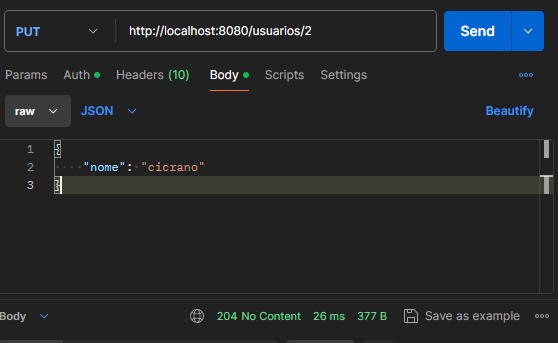 PUT http://localhost:8080/usuarios/2 Send
Params Auth Headers (10) Body Scripts Settings
raw JSON Beautify
1 {
2 "nome": "cicrano"
3 }
Body 204 No Content 26 ms 377 B Save as example